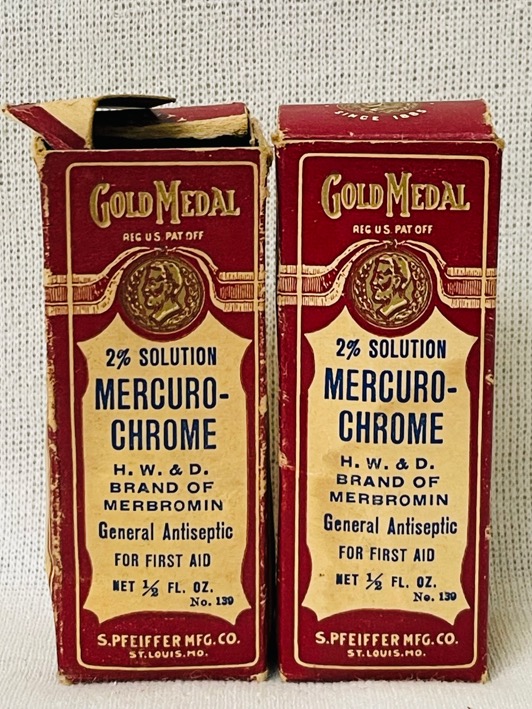 GOLD MEDAL
REG U.S. PAT OFF
2% SOLUTION
MERCURO-
CHROME
H. W. & D.
BRAND OF
MERBROMIN
General Antiseptic
FOR FIRST AID
NET ½ FL. OZ.
No. 139
S.PFEIFFER MFG.CO.
ST.LOUIS.MO.
SINCE
GOLD MEDAL
REG U.S. PAT OFF
2% SOLUTION
MERCURO-
CHROME
H. W. & D.
BRAND OF
MERBROMIN
General Antiseptic
FOR FIRST AID
NET ½ FL. OZ.
No. 139
S.PFEIFFER MFG.CO.
ST.LOUIS.MO.